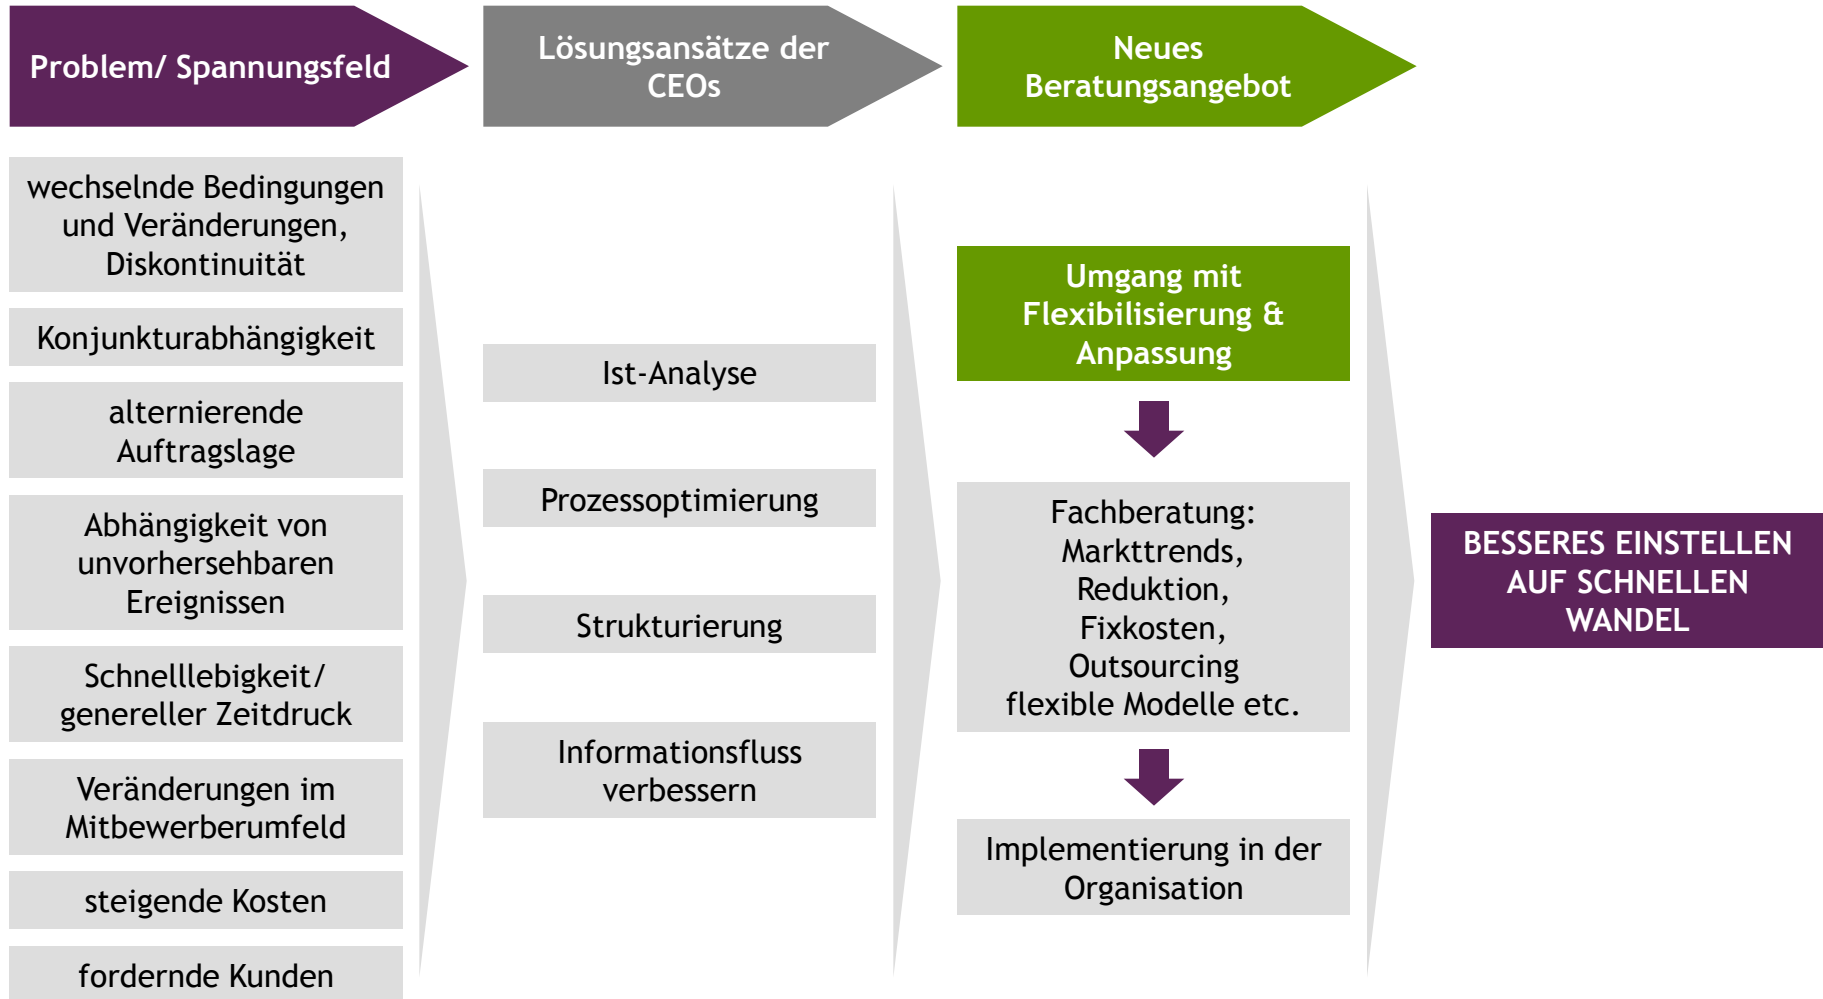 Problem/ Spannungsfeld
Lösungsansätze der
CEOs
Neues
Beratungsangebot
wechselnde Bedingungen
und Veränderungen,
Diskontinuität
Konjunkturabhängigkeit
alternierende
Auftragslage
Abhängigkeit von
unvorhersehbaren
Ereignissen
Schnelllebigkeit/
genereller Zeitdruck
Veränderungen im
Mitbewerberumfeld
steigende Kosten
fordernde Kunden
Ist-Analyse
Prozessoptimierung
Strukturierung
Informationsfluss
verbessern
Umgang mit
Flexibilisierung &
Anpassung
Fachberatung:
Markttrends,
Reduktion,
Fixkosten,
Outsourcing
flexible Modelle etc.
Implementierung in der
Organisation
BESSERES EINSTELLEN
AUF SCHNELLEN
WANDEL